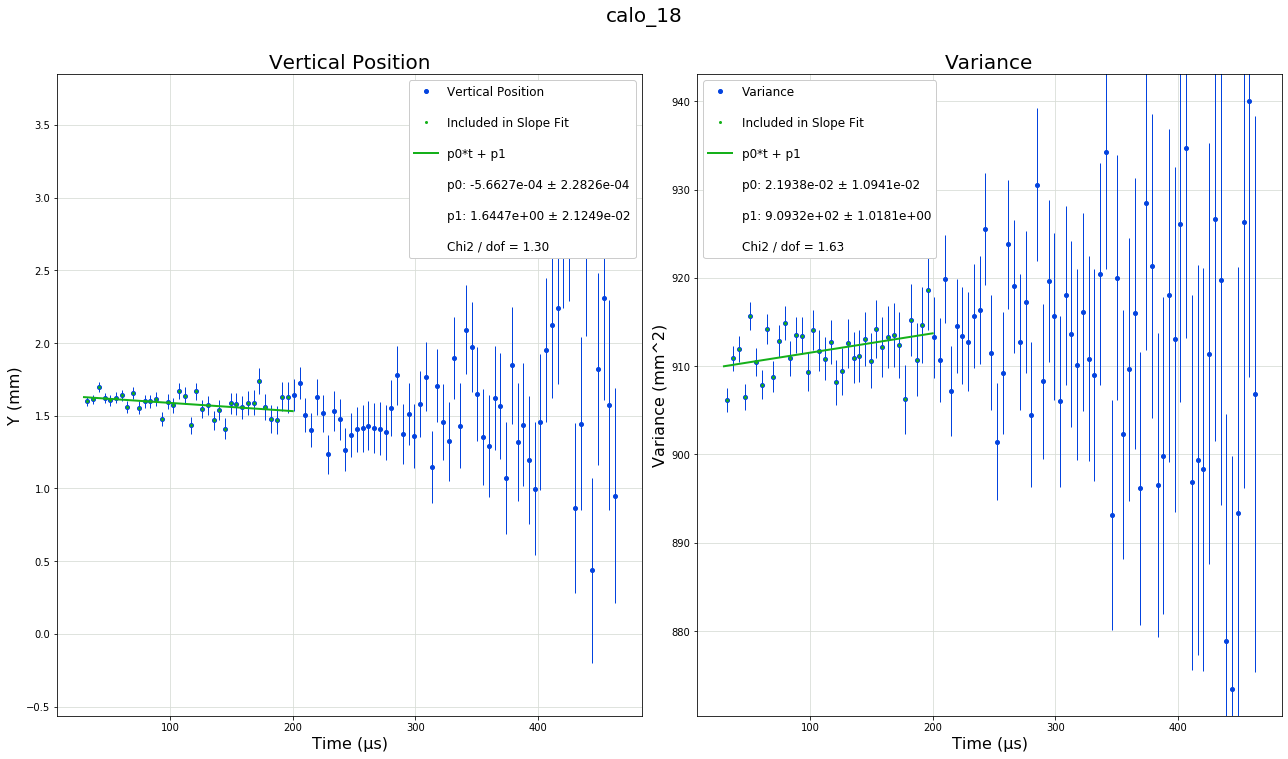 calo_18
Vertical Position
Y (mm)
3.5
3.0
2.5
2.0
1.5
1.0
0.5
0.0
−0.5
100
200
300
400
Time (µs)
Vertical Position
Included in Slope Fit
p0*t + p1
p0: -5.6627e-04 ± 2.2826e-04
p1: 1.6447e+00 ± 2.1249e-02
Chi2 / dof = 1.30
Variance
Variance (mm^2)
940
930
920
910
900
890
880
100
200
300
400
Time (µs)
Variance
Included in Slope Fit
p0*t + p1
p0: 2.1938e-02 ± 1.0941e-02
p1: 9.0932e+02 ± 1.0181e+00
Chi2 / dof = 1.63